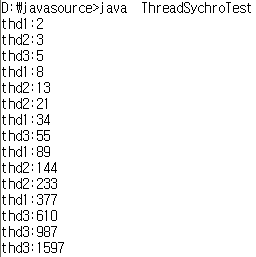 D:₩javasource>java  ThreadSychroTest
thd1:2
thd2:3
thd3:5
thd1:8
thd2:13
thd2:21
thd1:34
thd3:55
thd1:89
thd2:144
thd2:233
thd1:377
thd3:610
thd3:987
thd3:1597